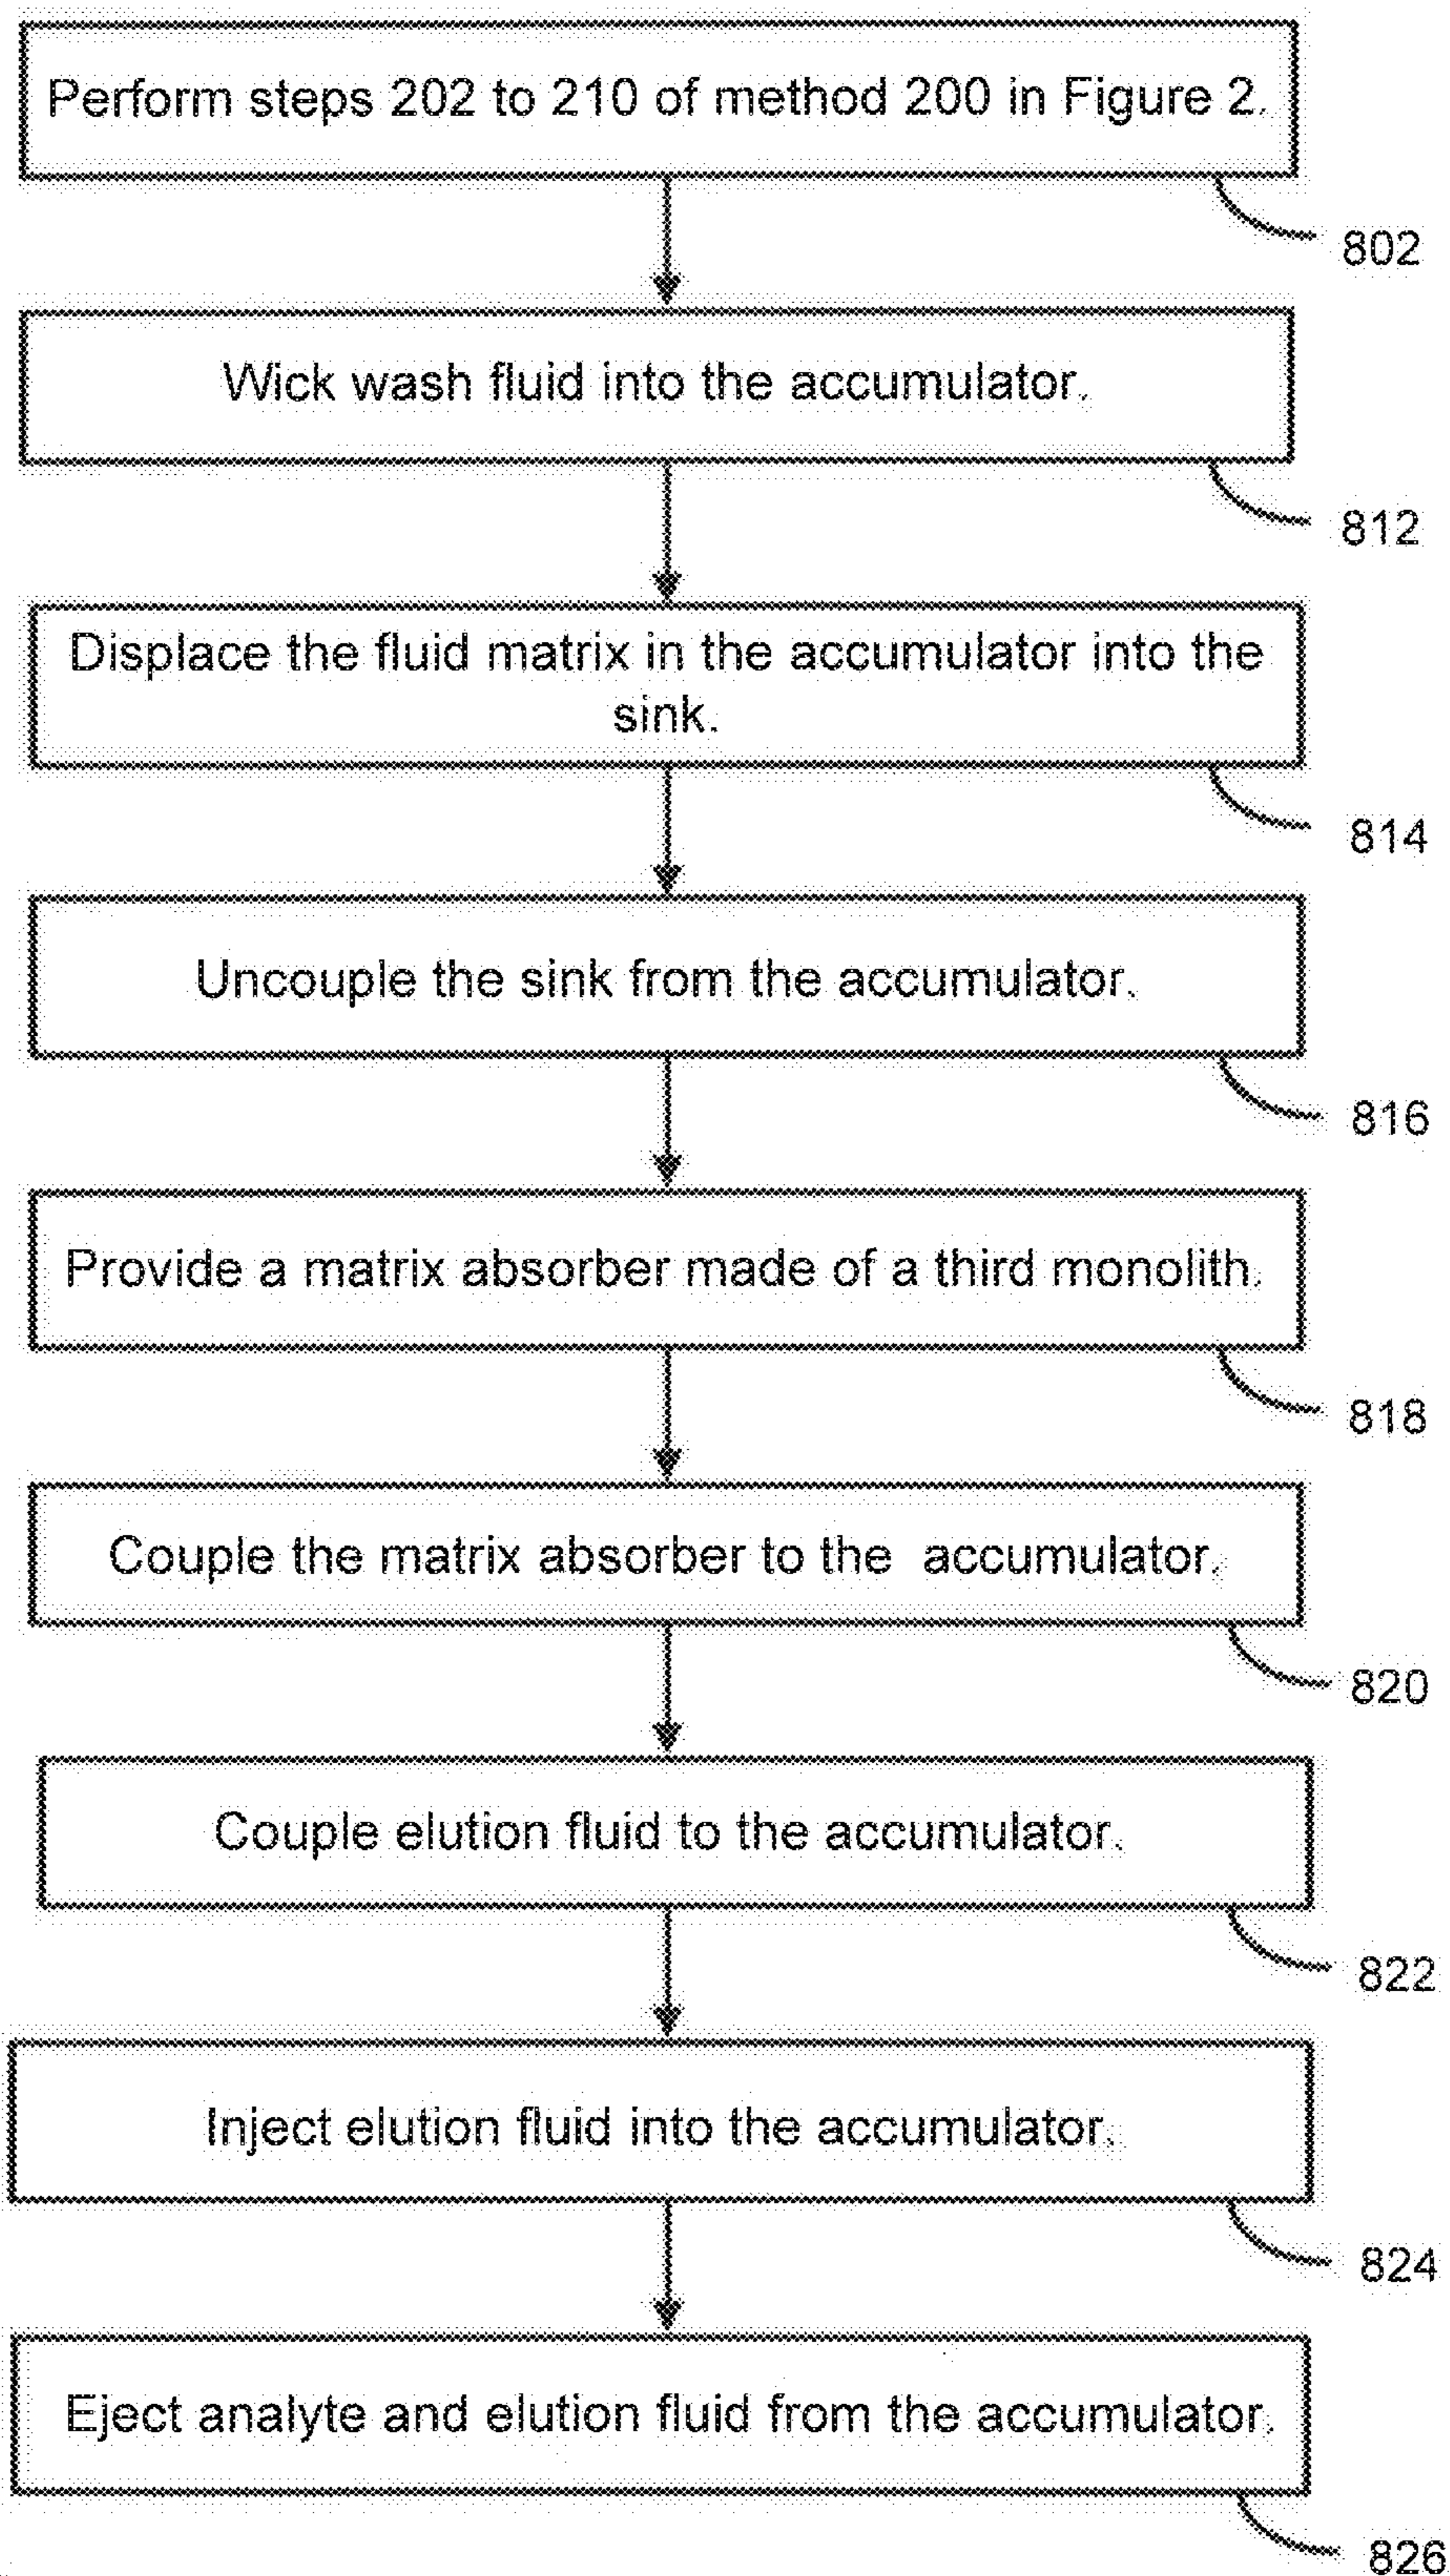 Perform steps 202 to 210 of method 200 in Figure 2.
802
Wick wash fluid into the accumulator.
812
Displace the fluid matrix in the accumulator into the
sink.
814
Uncouple the sink from the accumulator.
816
Provide a matrix absorber made of a third monolith.
818
Couple the matrix absorber to the accumulator.
820
Couple elution fluid to the accumulator.
822
Inject elution fluid into the accumulator.
824
Eject analyte and elution fluid from the accumulator.
826